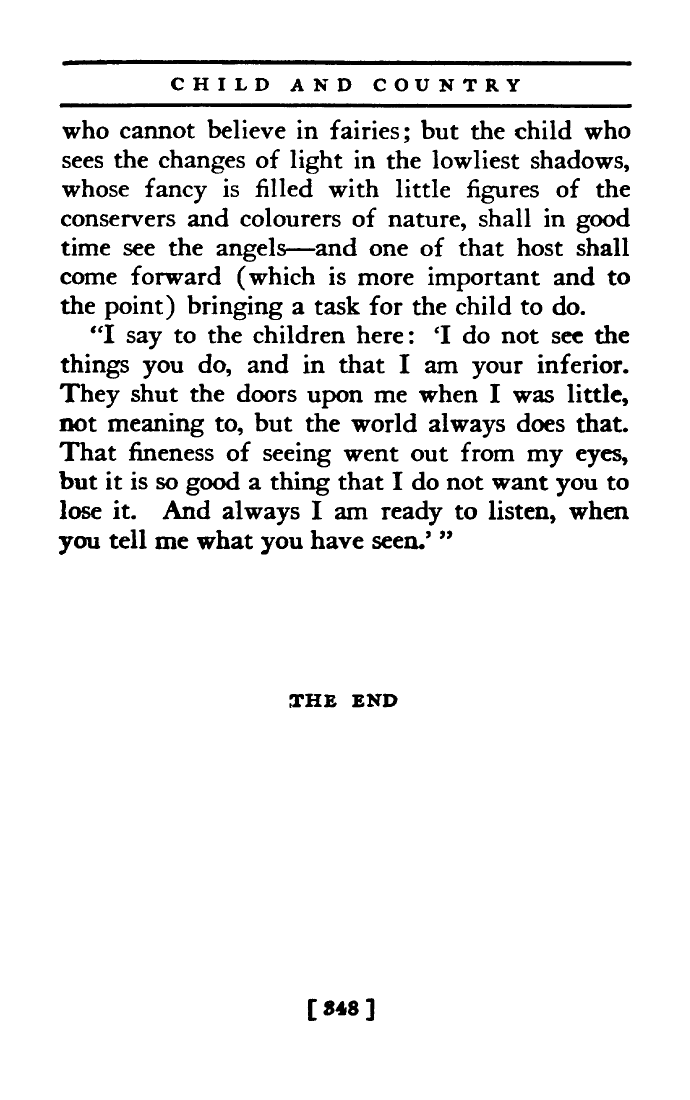 CHILD AND COUNTRY
who cannot believe in fairies; but the child who
sees the changes of light in the lowliest shadows,
whose fancy is filled with little figures of the
conservers and colourers of nature, shall in good
time see the angels—and one of that host shall
come forward (which is more important and to
the point) bringing a task for the child to do.
“I say to the children here: ‘I do not see the
things you do, and in that I am your inferior.
They shut the doors upon me when I was little,
not meaning to, but the world always does that.
That fineness of seeing went out from my eyes,
but it is so good a thing that I do not want you to
lose it. And always I am ready to listen, when
you tell me what you have seen.’ ”
THE END
[ 348 ]